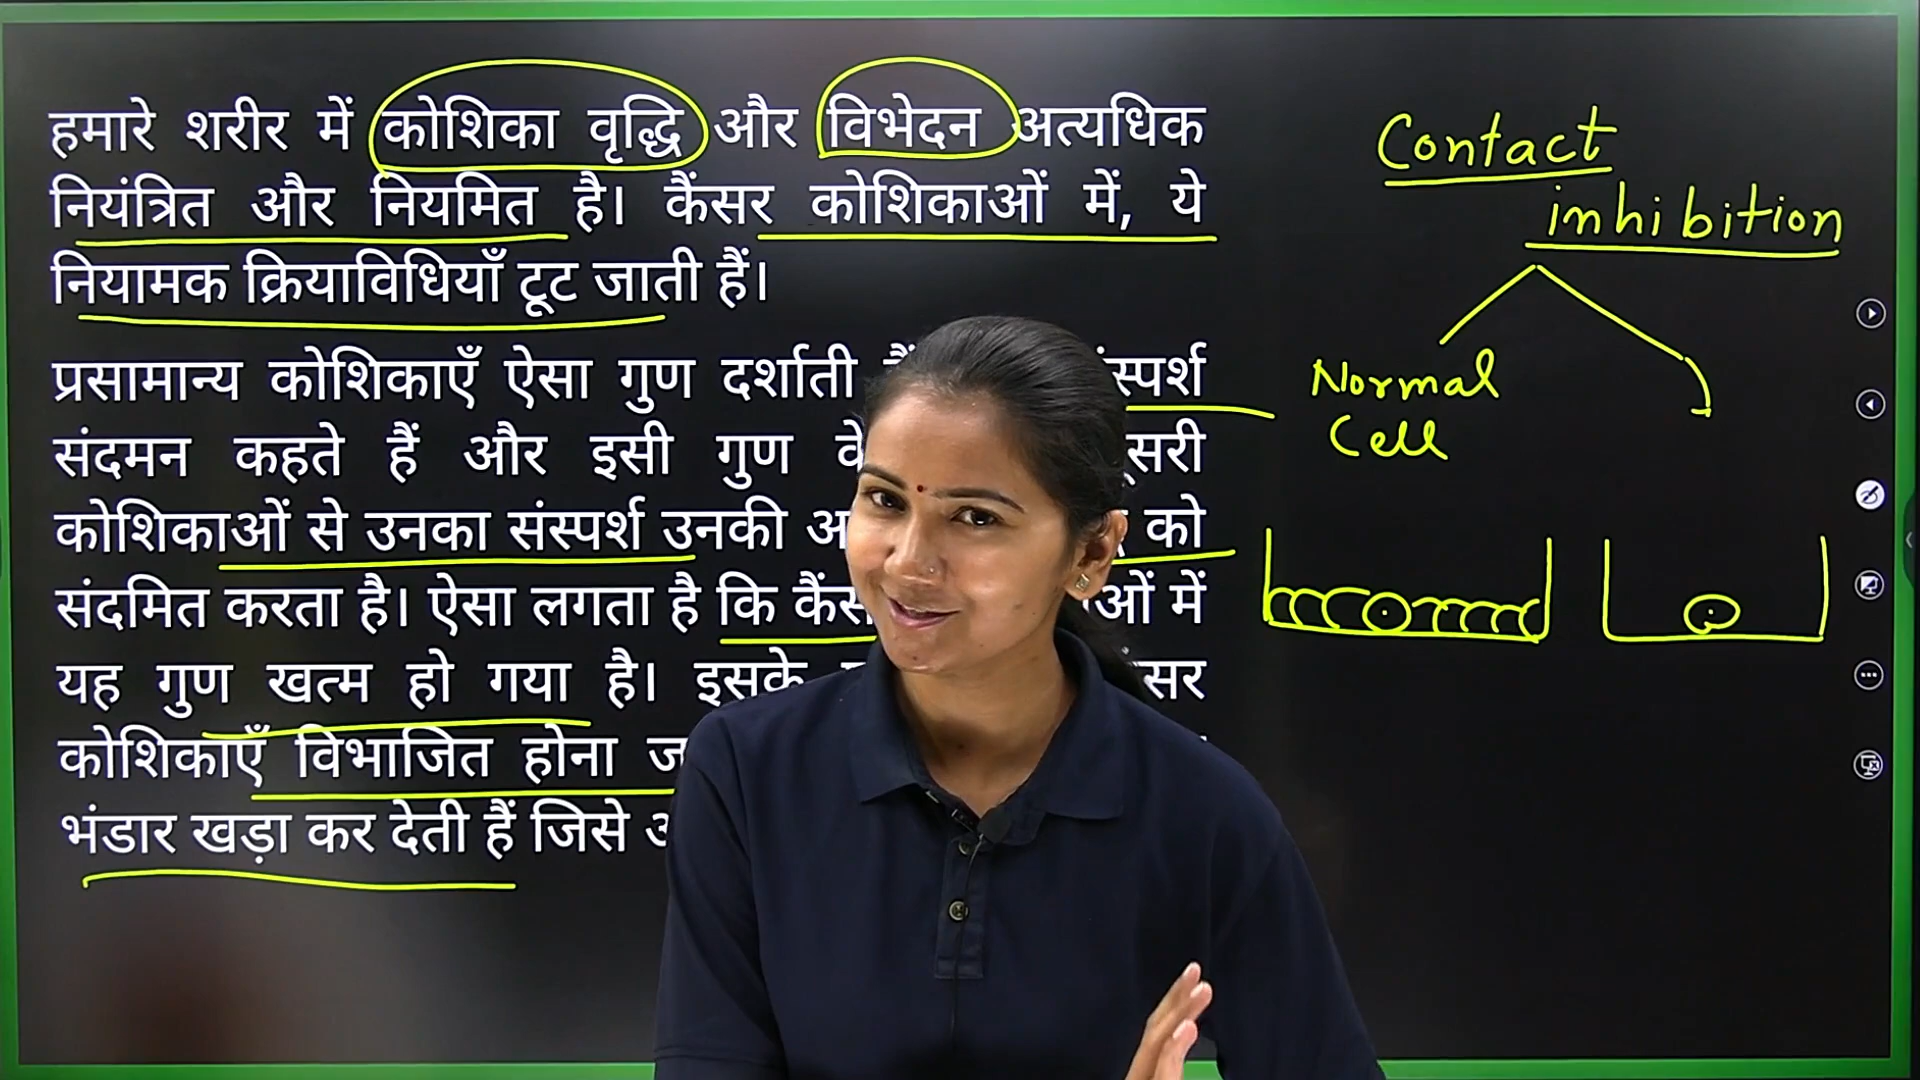 हमारे शरीर में कोशिका वृद्धि और विभेदन अत्यधिक
नियंत्रित और नियमित है। कैंसर कोशिकाओं में, ये
नियामक क्रियाविधियाँ टूट जाती हैं।
प्रसामान्य कोशिकाएँ ऐसा गुण दर्शाती
संदमन कहते हैं और इसी गुण
कोशिकाओं से उनका संस्पर्श उनकी को
संदमित करता है। ऐसा लगता है कि में
यह गुण खत्म हो गया है। इसके
कोशिकाएँ विभाजित होना
भंडार खड़ा कर देती हैं जिसे
Contact
inhibition
Normal
Cell